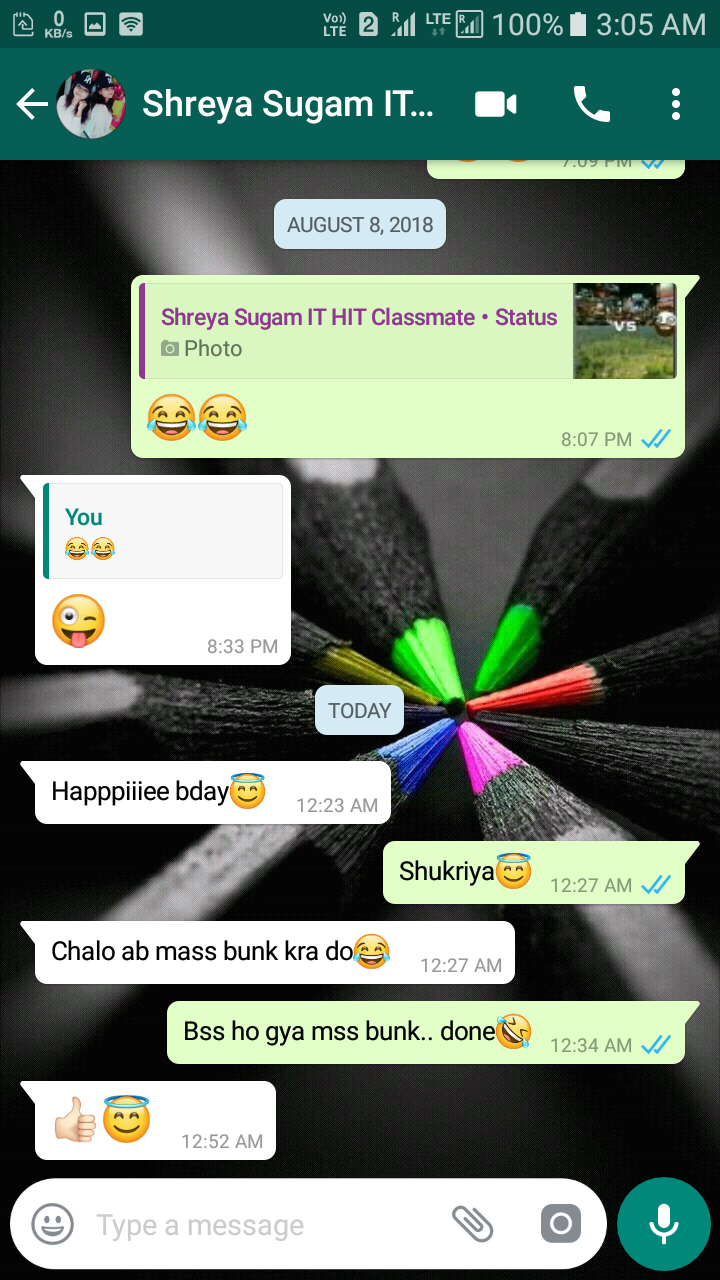 0 KB/s Vo)) LTE 2 R LTE R 100% 3:05 AM
Shreya Sugam IT...
7:09 PM
AUGUST 8, 2018
Shreya Sugam IT HIT Classmate • Status
Photo
VS
😂😂
8:07 PM
You
😂😂
😜
8:33 PM
TODAY
Happpiiiee bday😇 12:23 AM
Shukriya😇 12:27 AM
Chalo ab mass bunk kra do😂 12:27 AM
Bss ho gya mss bunk.. done🤣 12:34 AM
👍🏻😇 12:52 AM
Type a message